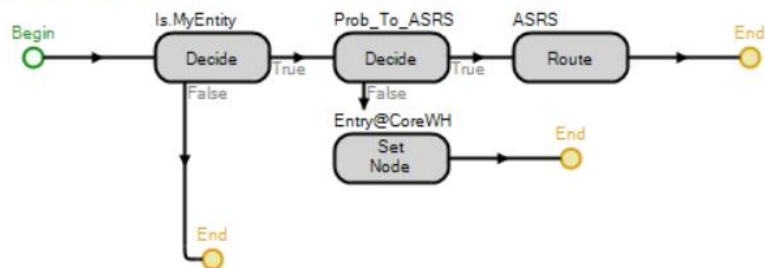 Begin
Is.MyEntity
Decide
True
False
End
Prob_To_ASRS
Decide
True
False
ASRS
Route
End
Entry@CoreWH
Set
Node
End